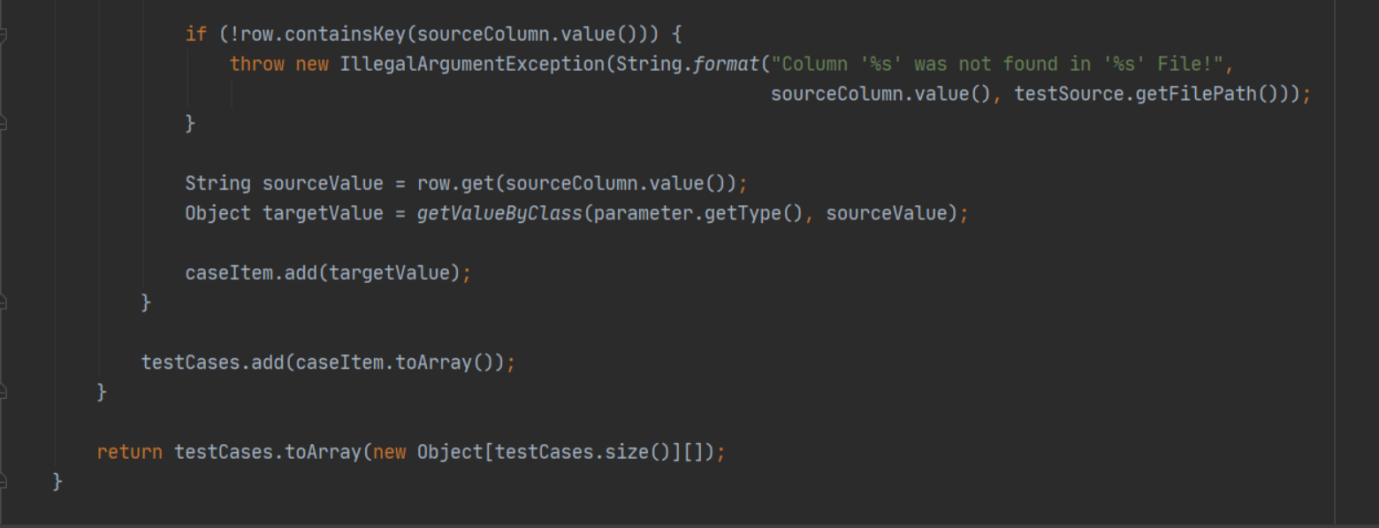 if (!row.containsKey(sourceColumn.value())) {
throw new IllegalArgumentException(String.format("Column '%s' was not found in '%s' File!",
sourceColumn.value(), testSource.getFilePath()));
}
String sourceValue = row.get(sourceColumn.value());
Object targetValue = getValueByClass(parameter.getType(), sourceValue);
caseItem.add(targetValue);
}
testCases.add(caseItem.toArray());
}
return testCases.toArray(new Object[testCases.size()][]);
}